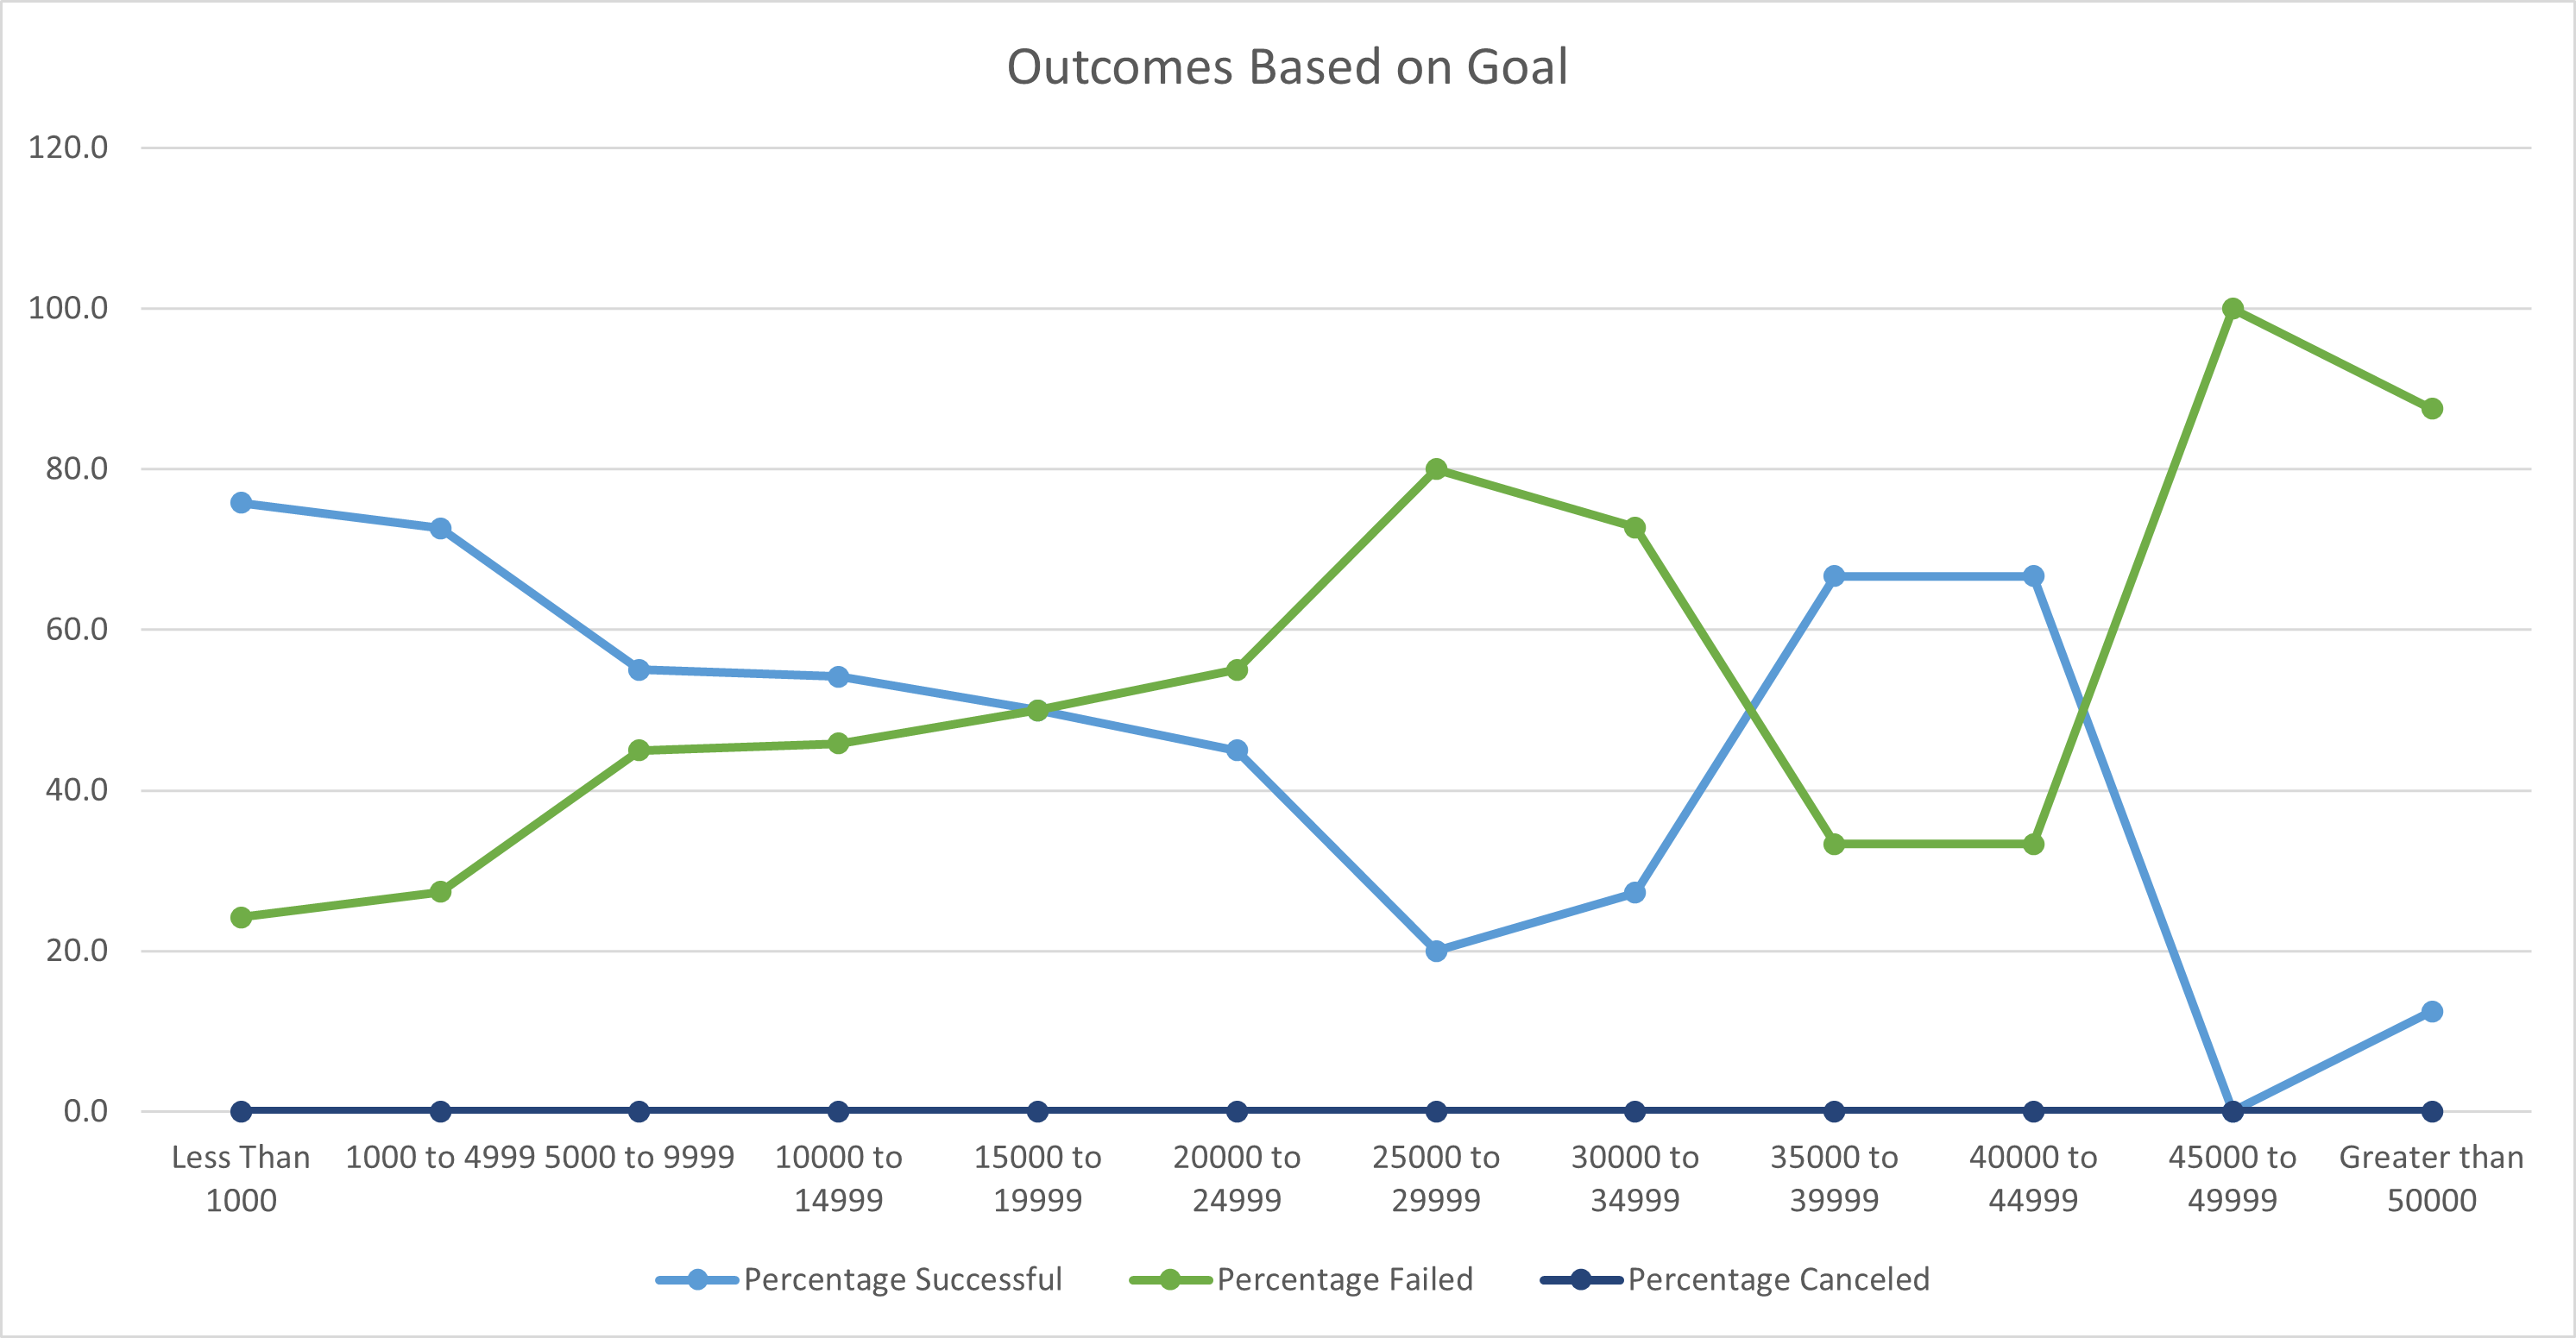 Outcomes Based on Goal
120.0
100.0
80.0
60.0
40.0
20.0
0.0
Less Than 1000 to 4999 5000 to 9999 10000 to 15000 to 20000 to 25000 to 30000 to 35000 to 40000 to 45000 to Greater than
1000 14999 19999 24999 29999 34999 39999 44999 49999 50000
Percentage Successful Percentage Failed Percentage Canceled